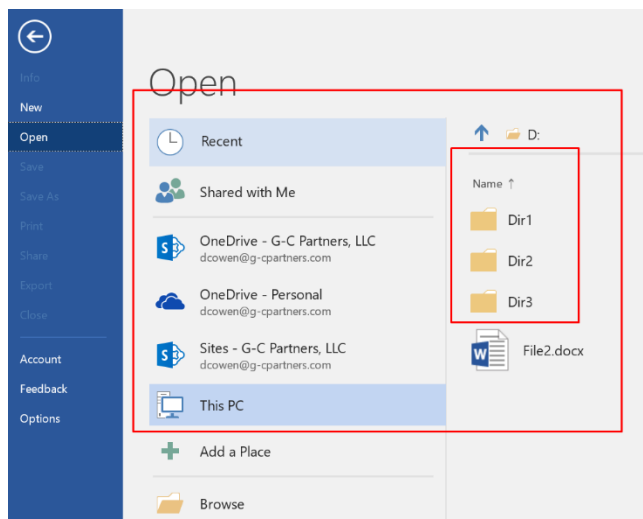 Info
New
Open
Save
Save As
Print
Share
Export
Close
Account
Feedback
Options
Open
Recent
Shared with Me
OneDrive - G-C Partners, LLC
dcowen@g-cpartners.com
OneDrive - Personal
dcowen@g-cpartners.com
Sites - G-C Partners, LLC
dcowen@g-cpartners.com
This PC
Add a Place
Browse
D:
Name ↑
Dir1
Dir2
Dir3
File2.docx